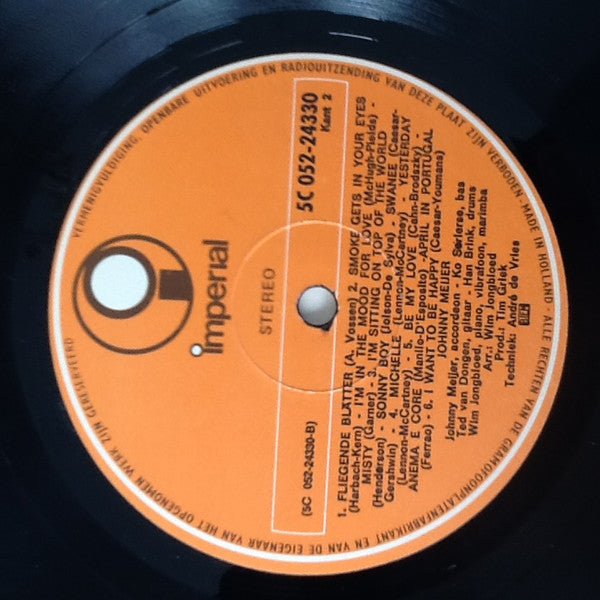 VERMENIGVULDIGING, OPENBARE UITVOERING EN RADIOUITZENDING VAN DEZE PLAAT ZIJN VERBODEN - MADE IN HOLLAND - ALLE RECHTEN VAN DE GRAMOFOONPLATENFABRIKANT EN VAN DE EIGENAAR VAN HET OPGENOMEN WERK ZIJN GERESERVEERD
imperial
STEREO
5C 052-24330
Kant 2
(5C 052-24330-B)
1. FLIEGENDE BLÄTTER (A. Vossen) 2. SMOKE GETS IN YOUR EYES
(Harbach-Kern) - I'M IN THE MOOD FOR LOVE (McHugh-Fields) -
MISTY (Garner) - 3. I'M SITTING ON TOP OF THE WORLD
(Henderson) - SONNY BOY (Jolson-De Sylva) - SWANEE (Caesar-
Gershwin) - 4. MICHELLE (Lennon-McCartney) - YESTERDAY
(Lennon-McCartney) - 5. BE MY LOVE (Cahn-Brodszky) -
ANEMA E CORE (Manlio-D'Esposito) - APRIL IN PORTUGAL
(Ferrao) - 6. I WANT TO BE HAPPY (Caesar-Youmans)
JOHNNY MEIJER
Johnny Meijer, accordeon - Ko Serierse, bas
Ted van Dongen, gitaar - Han Brink, drums
Wim Jongbloed, piano, vibrafoon, marimba
Arr.: Wim Jongbloed
Prod.: Tim Griek
Techniek: André de Vries